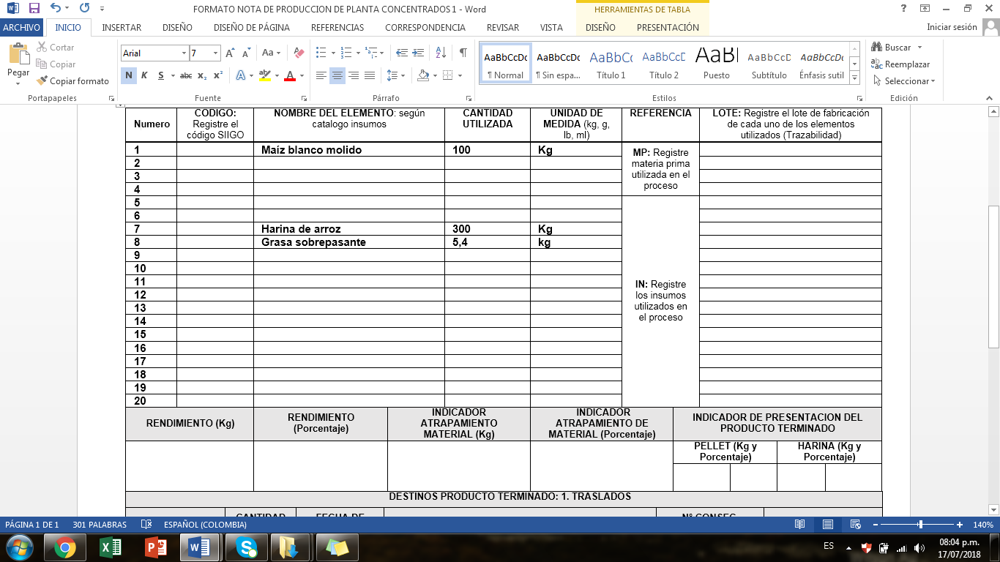 FORMATO NOTA DE PRODUCCION DE PLANTA CONCENTRADOS1 - Word
HERRAMIENTAS DE TABLA
ARCHIVO INICIO INSERTAR DISEÑO DISEÑO DE PÁGINA REFERENCIAS CORRESPONDENCIA REVISAR VISTA DISEÑO PRESENTACIÓN Iniciar sesión
Pegar
Cortar
Copiar
Copiar formato
Portapapeles
Arial 7
N K S abc x₂ x²
Fuente
Párrafo
AaBbCcDc AaBbCcDc AaBbCc AaBbCcD AaB AaBbCcD AaBbCcDc
¶ Normal ¶ Sin espa... Título 1 Título 2 Puesto Subtítulo Énfasis sutil
Estilos
Buscar
Reemplazar
Seleccionar
Edición
Numero
CODIGO:
Registre el
código SIIGO
NOMBRE DEL ELEMENTO: según
catalogo insumos
CANTIDAD
UTILIZADA
UNIDAD DE
MEDIDA (kg, g,
lb, ml)
REFERENCIA
LOTE: Registre el lote de fabricación
de cada uno de los elementos
utilizados (Trazabilidad)
1 Maíz blanco molido 100 Kg
MP: Registre
materia prima
utilizada en el
proceso
2
3
4
5
6
7 Harina de arroz 300 Kg
8 Grasa sobrepasante 5,4 kg
9
10
11
12
IN: Registre
los insumos
utilizados en
el proceso
13
14
15
16
17
18
19
20
RENDIMIENTO (Kg)
RENDIMIENTO
(Porcentaje)
INDICADOR
ATRAPAMIENTO
MATERIAL (Kg)
INDICADOR
ATRAPAMIENTO DE
MATERIAL (Porcentaje)
INDICADOR DE PRESENTACION DEL
PRODUCTO TERMINADO
PELLET (Kg y
Porcentaje)
HARINA (Kg y
Porcentaje)
DESTINOS PRODUCTO TERMINADO: 1. TRASLADOS
CANTIDAD FECHA DE Nº CONSEC
PÁGINA 1 DE 1 301 PALABRAS ESPAÑOL (COLOMBIA) 140%
ES
08:04 p.m.
17/07/2018